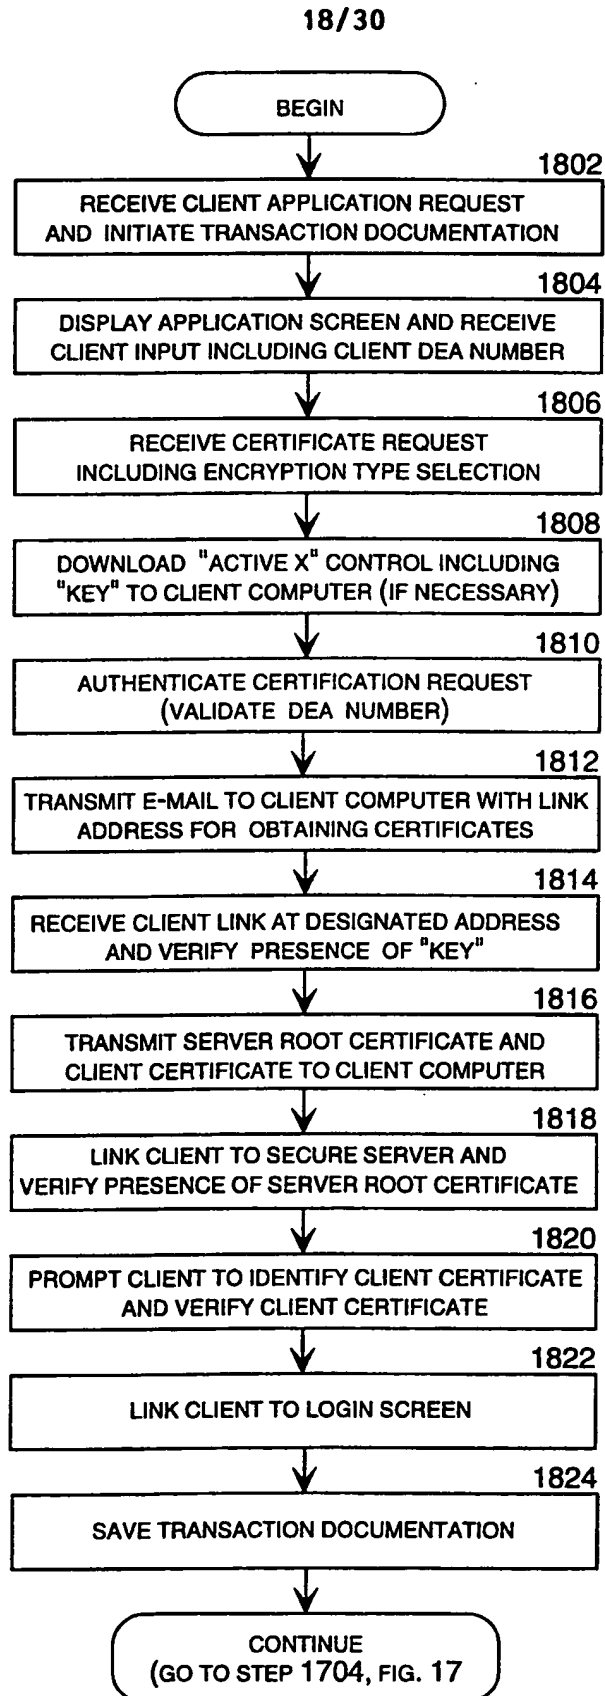 18/30
BEGIN
1802
RECEIVE CLIENT APPLICATION REQUEST
AND INITIATE TRANSACTION DOCUMENTATION
1804
DISPLAY APPLICATION SCREEN AND RECEIVE
CLIENT INPUT INCLUDING CLIENT DEA NUMBER
1806
RECEIVE CERTIFICATE REQUEST
INCLUDING ENCRYPTION TYPE SELECTION
1808
DOWNLOAD "ACTIVE X" CONTROL INCLUDING
"KEY" TO CLIENT COMPUTER (IF NECESSARY)
1810
AUTHENTICATE CERTIFICATION REQUEST
(VALIDATE DEA NUMBER)
1812
TRANSMIT E-MAIL TO CLIENT COMPUTER WITH LINK
ADDRESS FOR OBTAINING CERTIFICATES
1814
RECEIVE CLIENT LINK AT DESIGNATED ADDRESS
AND VERIFY PRESENCE OF "KEY"
1816
TRANSMIT SERVER ROOT CERTIFICATE AND
CLIENT CERTIFICATE TO CLIENT COMPUTER
1818
LINK CLIENT TO SECURE SERVER AND
VERIFY PRESENCE OF SERVER ROOT CERTIFICATE
1820
PROMPT CLIENT TO IDENTIFY CLIENT CERTIFICATE
AND VERIFY CLIENT CERTIFICATE
1822
LINK CLIENT TO LOGIN SCREEN
1824
SAVE TRANSACTION DOCUMENTATION
CONTINUE
(GO TO STEP 1704, FIG. 17